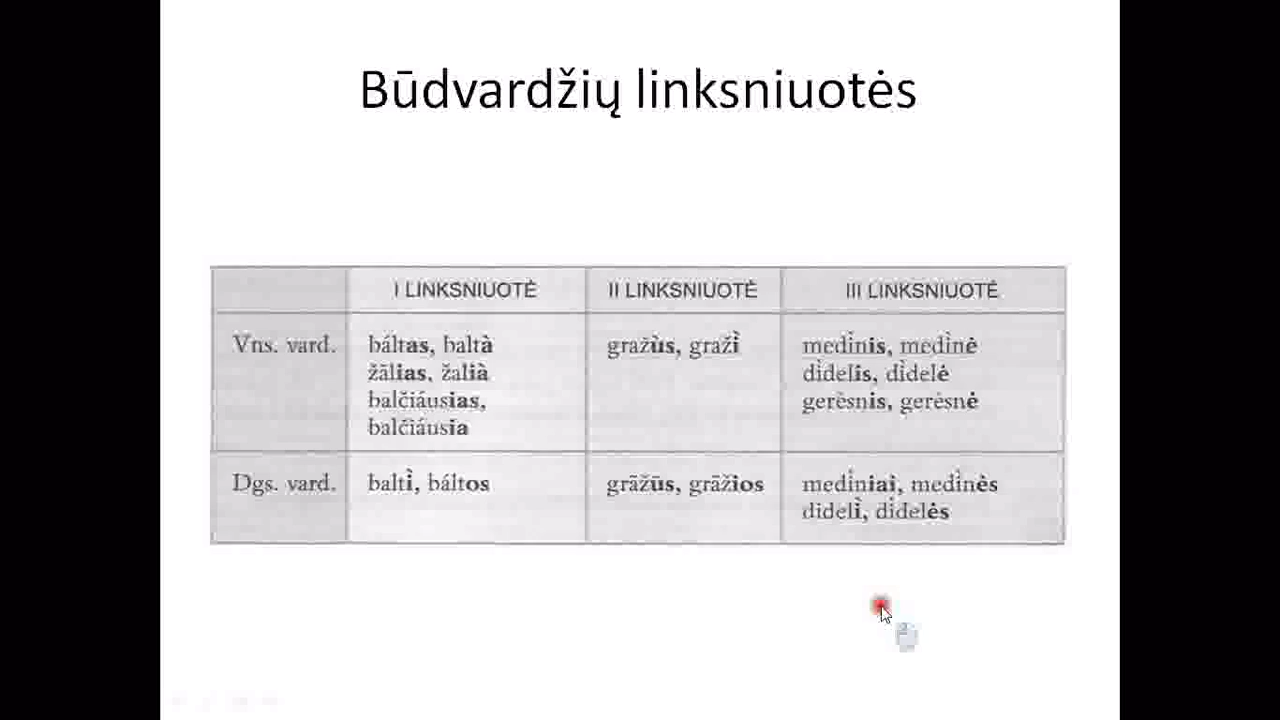 Būdvardžių linksniuotės
I LINKSNIUOTĖ II LINKSNIUOTĖ III LINKSNIUOTĖ
Vns. vard. báltas, baltà gražùs, gražì medìnis, medìnė
žãlias, žalià dìdelis, dìdelė
balčiáusias, gerèsnis, gerèsnė
balčiáusia
Dgs. vard. baltì, báltos grãžūs, grãžios medìniai, medìnės
didelì, dìdelės